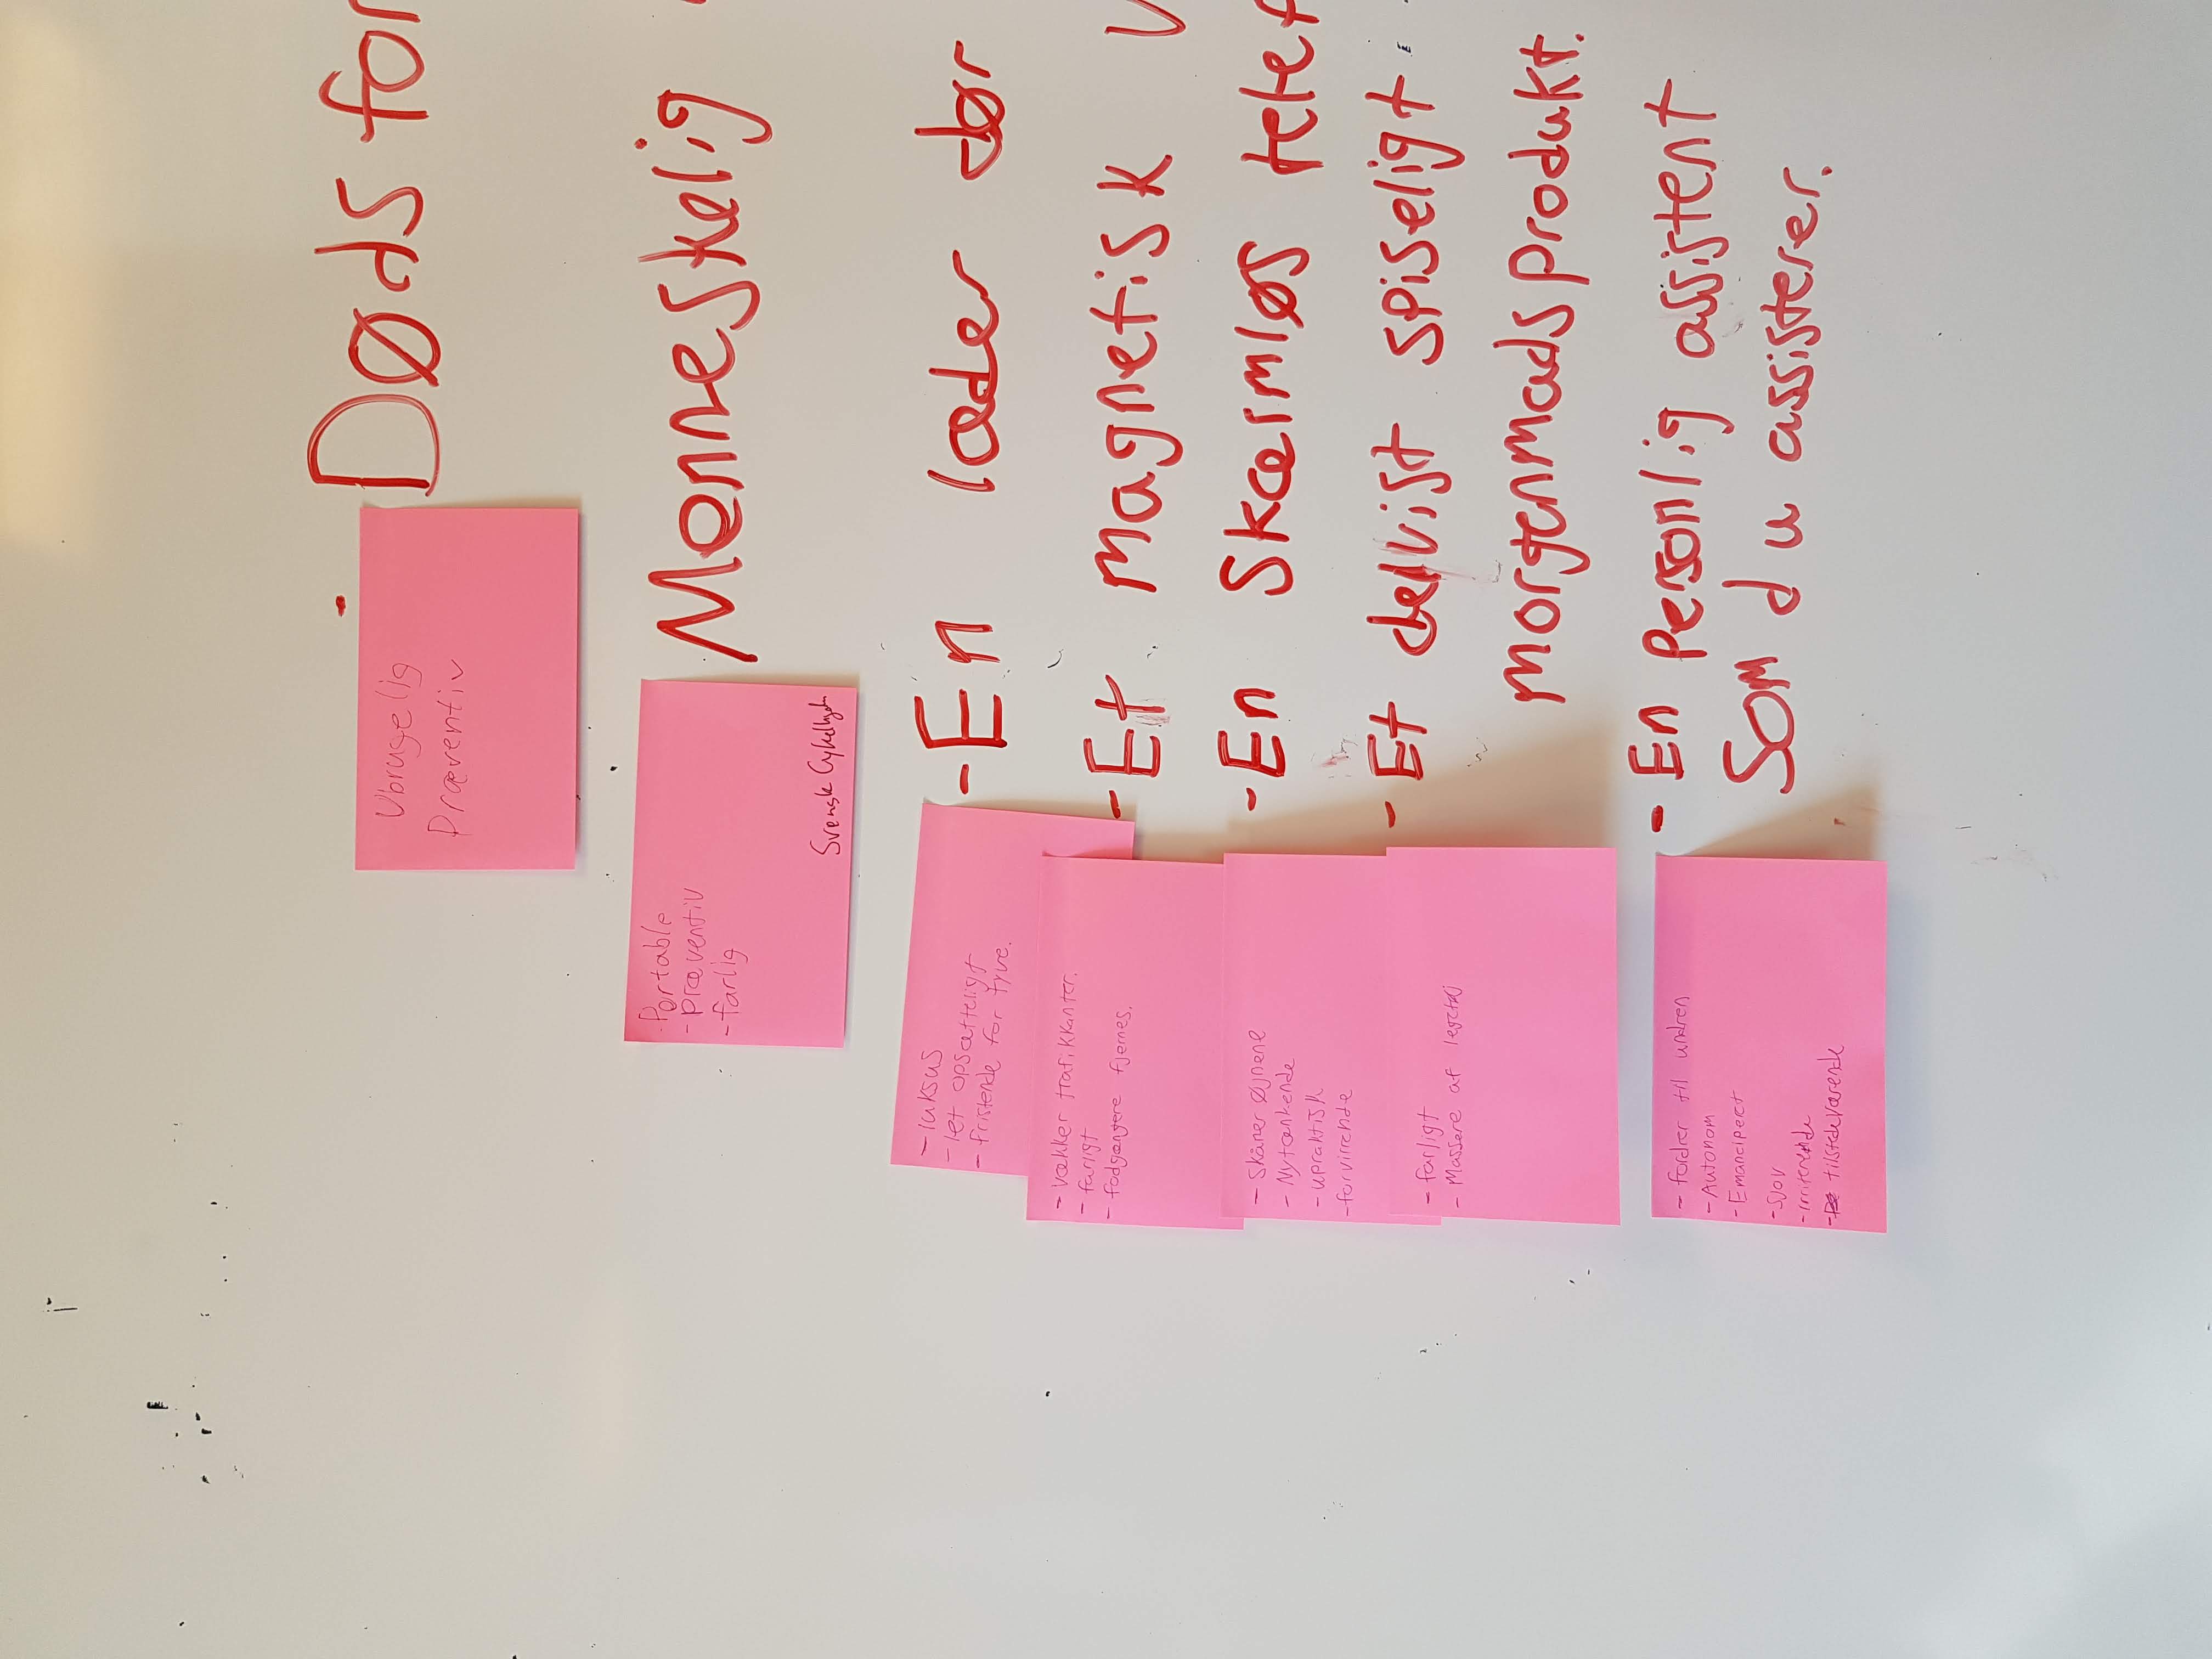 - Døds for
Ubrugelig
Præventiv
Menneskelig
- Portable
- Præventiv
- farlig
Svensk
- En læder dør
- luksus
- let opsætteligt
- fristende for tyve.
- Et magnetisk V
- Vækker trafikkanter.
- farligt
- fodgængere fjernes.
- En Skærmløs telef
- Skåner Øjnene
- Nytænkende
- upraktisk
- forvirrende
- Et delvist spiseligt
morgenmadsprodukt.
- farligt
- Massere af legetøj
- En personlig assistent
Som du assisterer.
- fordrer til undren
- Autonom
- Emanciperet
- Sjov
- irriterende
- tilstedeværende